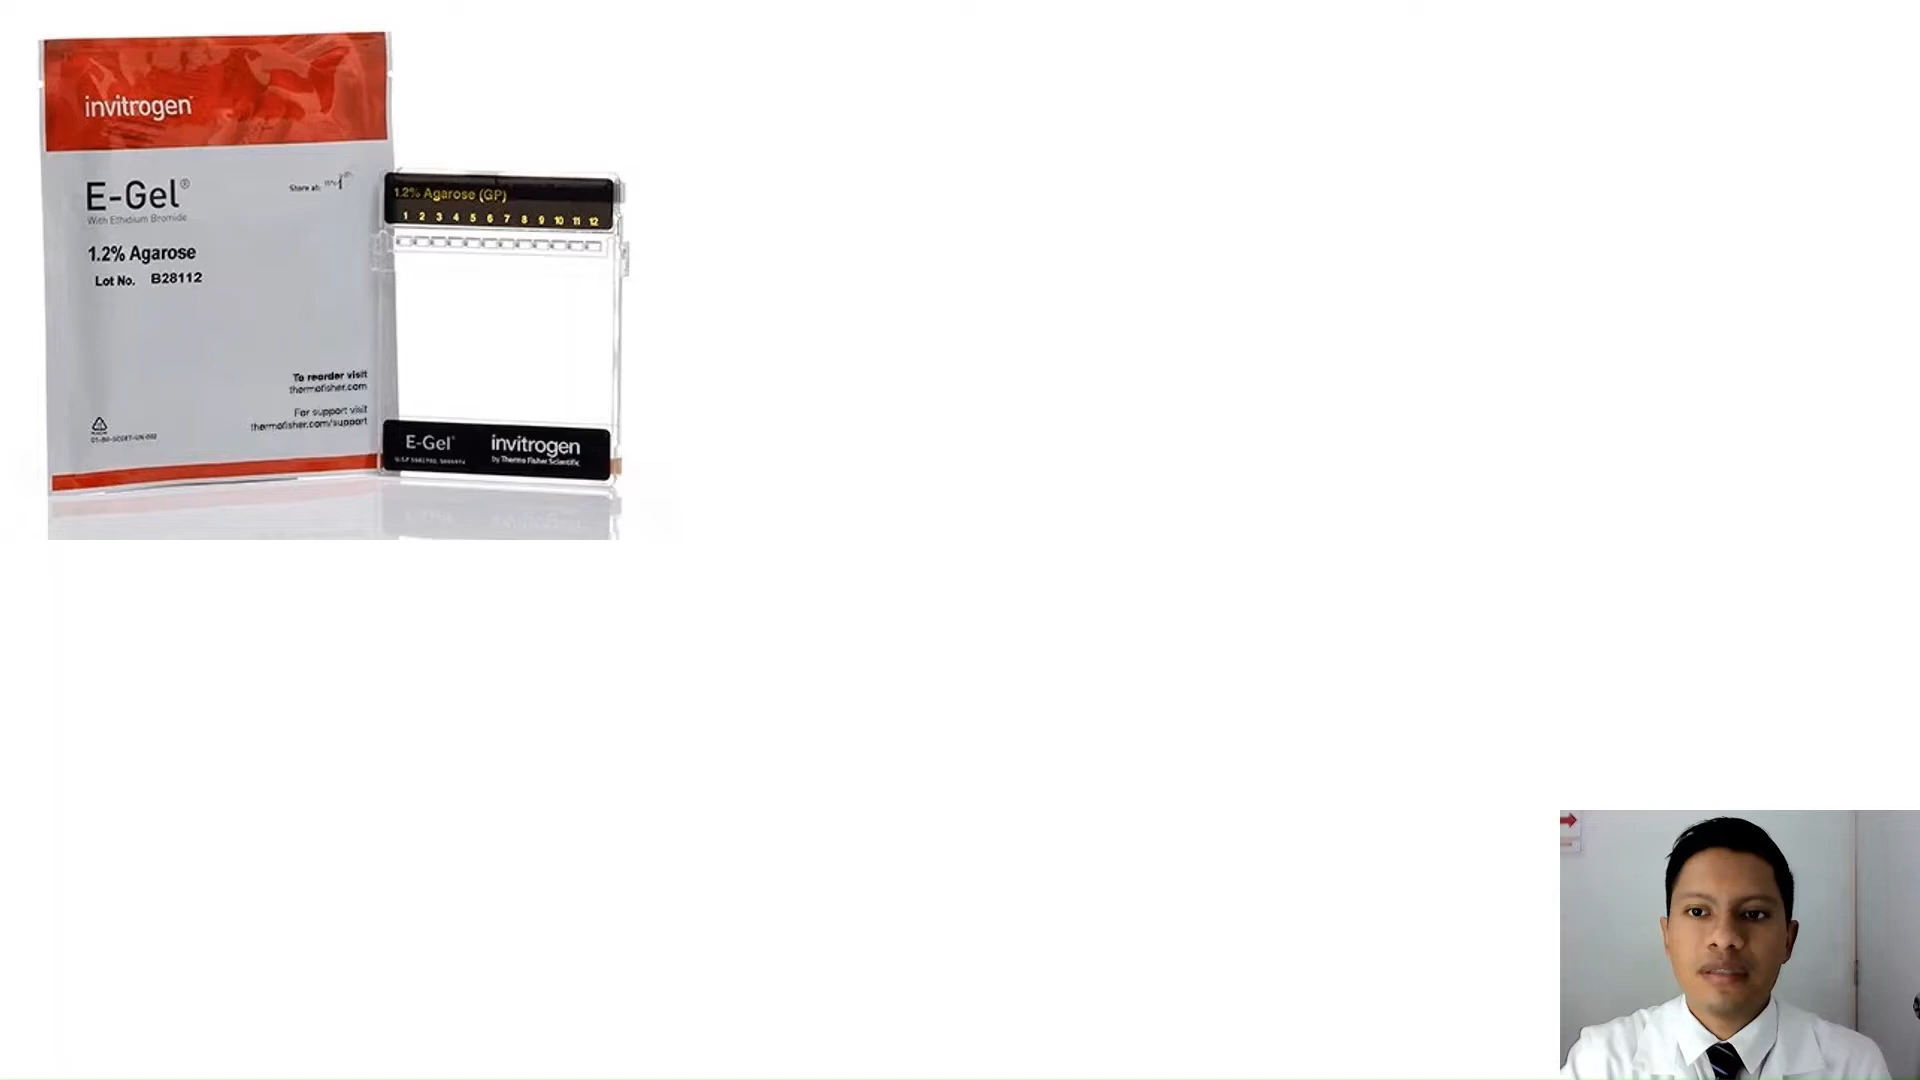 invitrogen
E-Gel®
With Ethidium Bromide
Store at:
1.2% Agarose
Lot No. B28112
To reorder visit
thermofisher.com
For support visit
thermofisher.com/support
1.2% Agarose (GP)
1 2 3 4 5 6 7 8 9 10 11 12
E-Gel® invitrogen
by Thermo Fisher Scientific